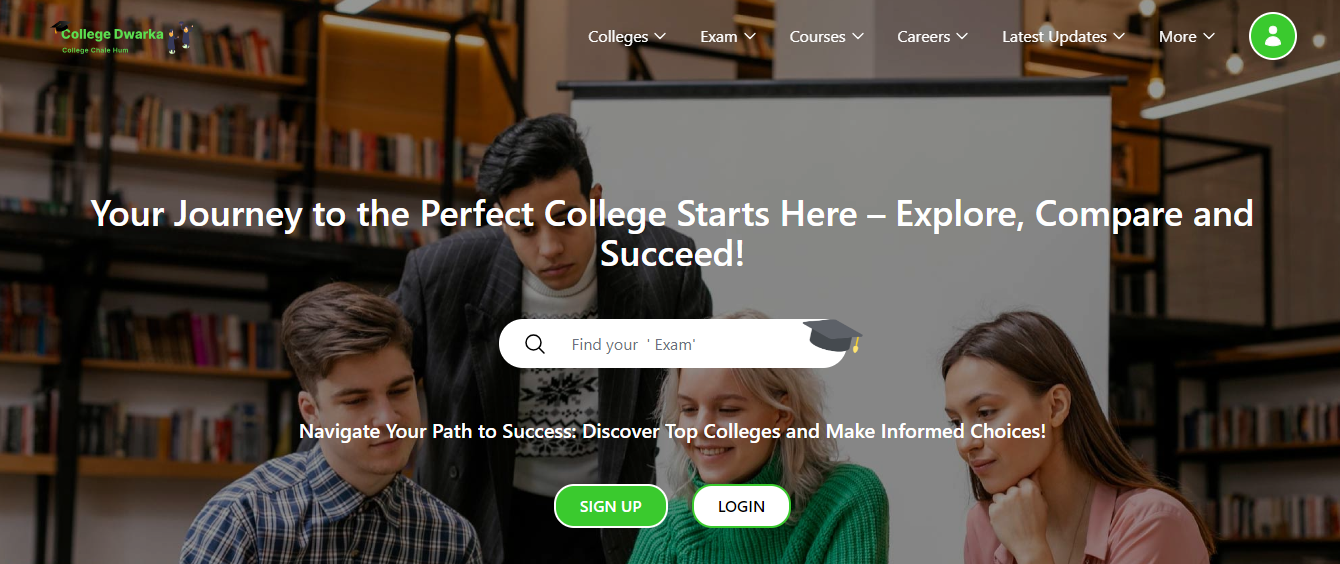 College Dwarka
College Chale Hum
Colleges
Exam
Courses
Careers
Latest Updates
More
Your Journey to the Perfect College Starts Here – Explore, Compare and
Succeed!
Find your ' Exam'
Navigate Your Path to Success: Discover Top Colleges and Make Informed Choices!
SIGN UP
LOGIN